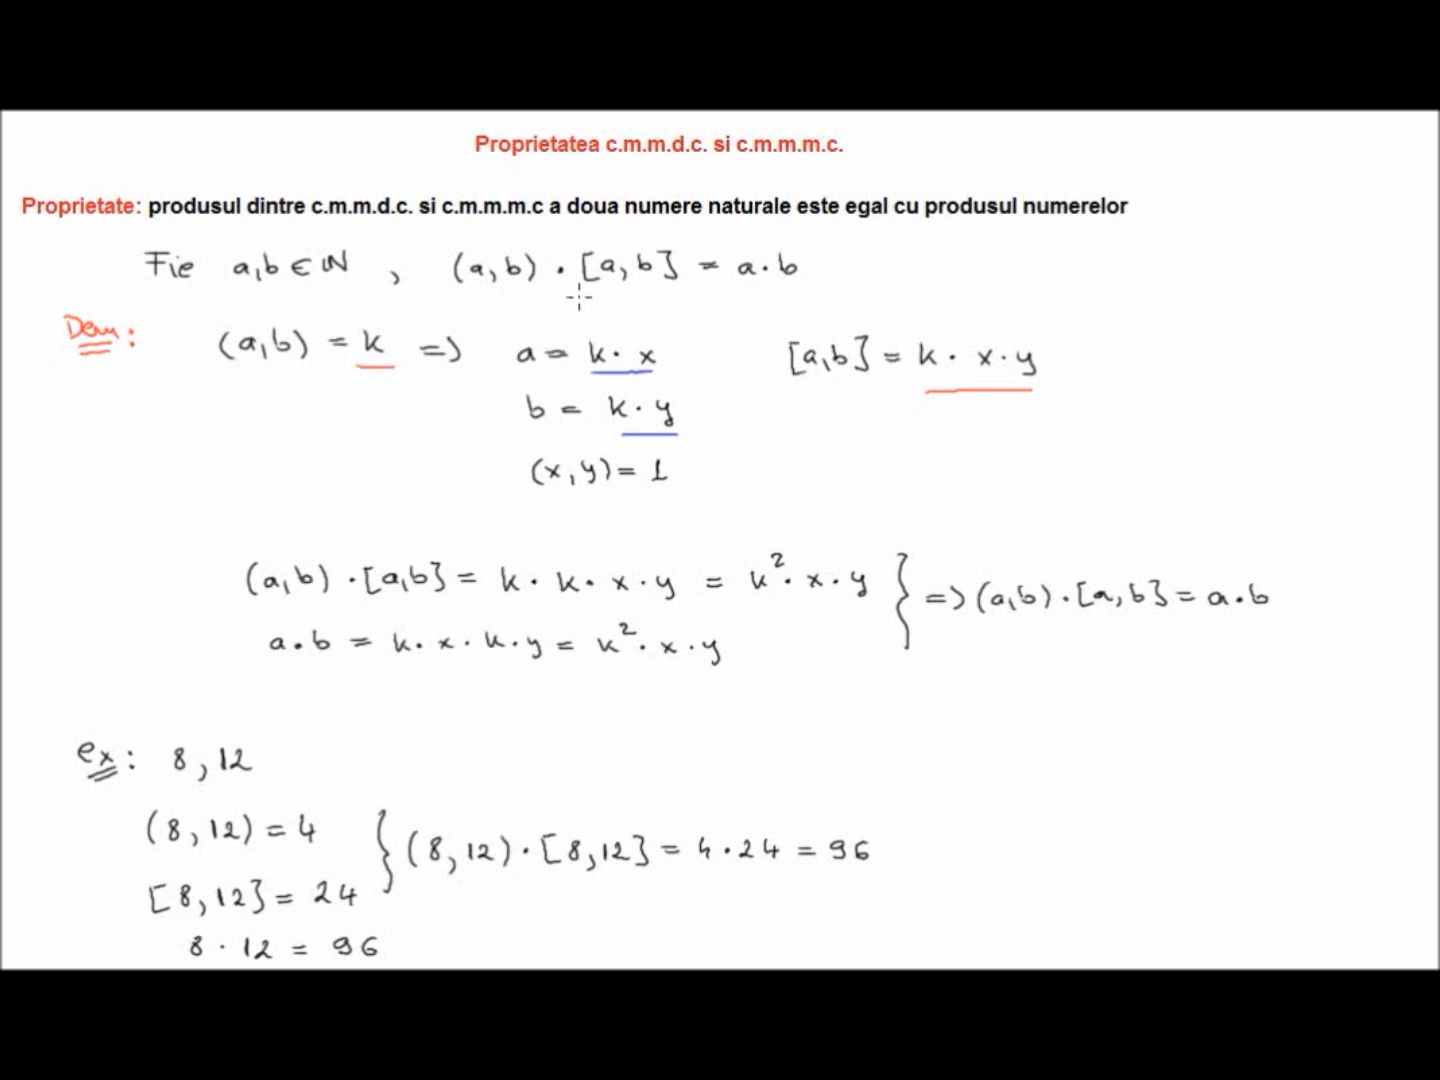 Proprietatea c.m.m.d.c. si c.m.m.m.c.
Proprietate: produsul dintre c.m.m.d.c. si c.m.m.m.c a doua numere naturale este egal cu produsul numerelor
Fie a,b ∈ ℕ , (a,b) · [a,b] = a·b
Dem: (a,b) = k => a = k·x [a,b] = k·x·y
b = k·y
(x,y) = 1
(a,b) · [a,b] = k·k·x·y = k²·x·y } => (a,b) · [a,b] = a·b
a·b = k·x·k·y = k²·x·y
ex: 8, 12
(8,12) = 4 } (8,12) · [8,12] = 4·24 = 96
[8,12] = 24
8·12 = 96